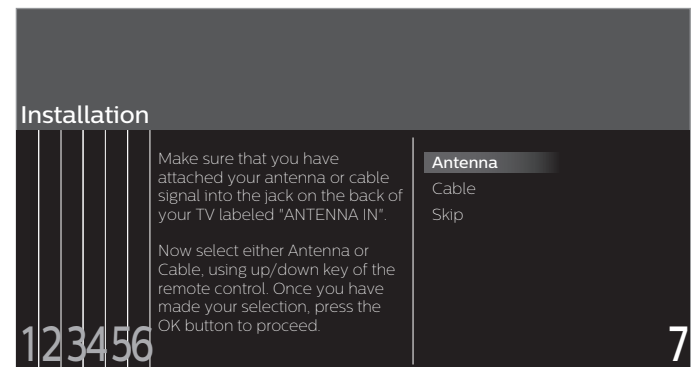 Installation
Make sure that you have
attached your antenna or cable
signal into the jack on the back of
your TV labeled "ANTENNA IN".
Now select either Antenna or
Cable, using up/down key of the
remote control. Once you have
made your selection, press the
OK button to proceed.
Antenna
Cable
Skip
123456
7